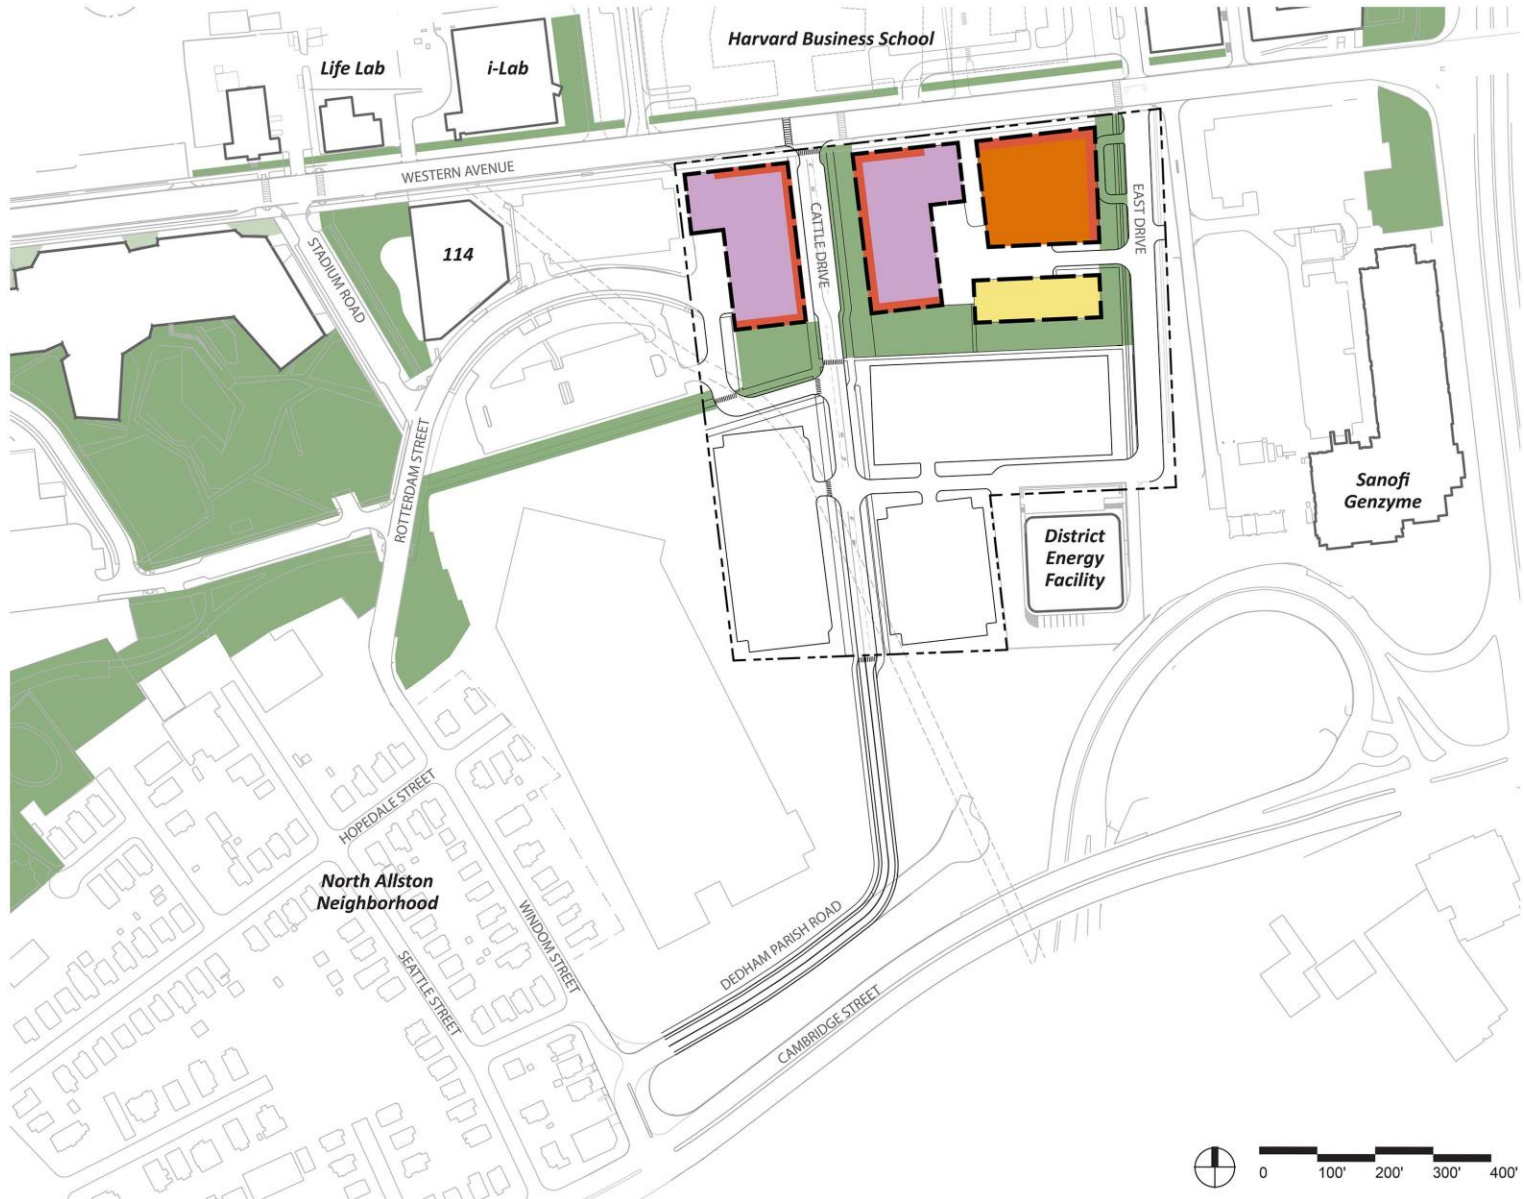 Harvard Business School
Life Lab
i-Lab
WESTERN AVENUE
CATTLE DRIVE
EAST DRIVE
STADIUM ROAD
114
ROTTERDAM STREET
Sanofi
Genzyme
District
Energy
Facility
HOPEDALE STREET
North Allston
Neighborhood
WINDOM STREET
SEATTLE STREET
DEDHAM PARISH ROAD
CAMBRIDGE STREET
0 100' 200' 300' 400'